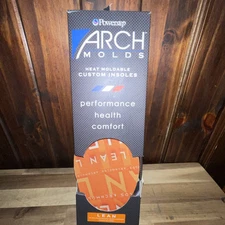 Powerstep
ARCH
MOLDS
HEAT MOLDABLE
CUSTOM INSOLES
performance
health
comfort
LEAN L
LEAN